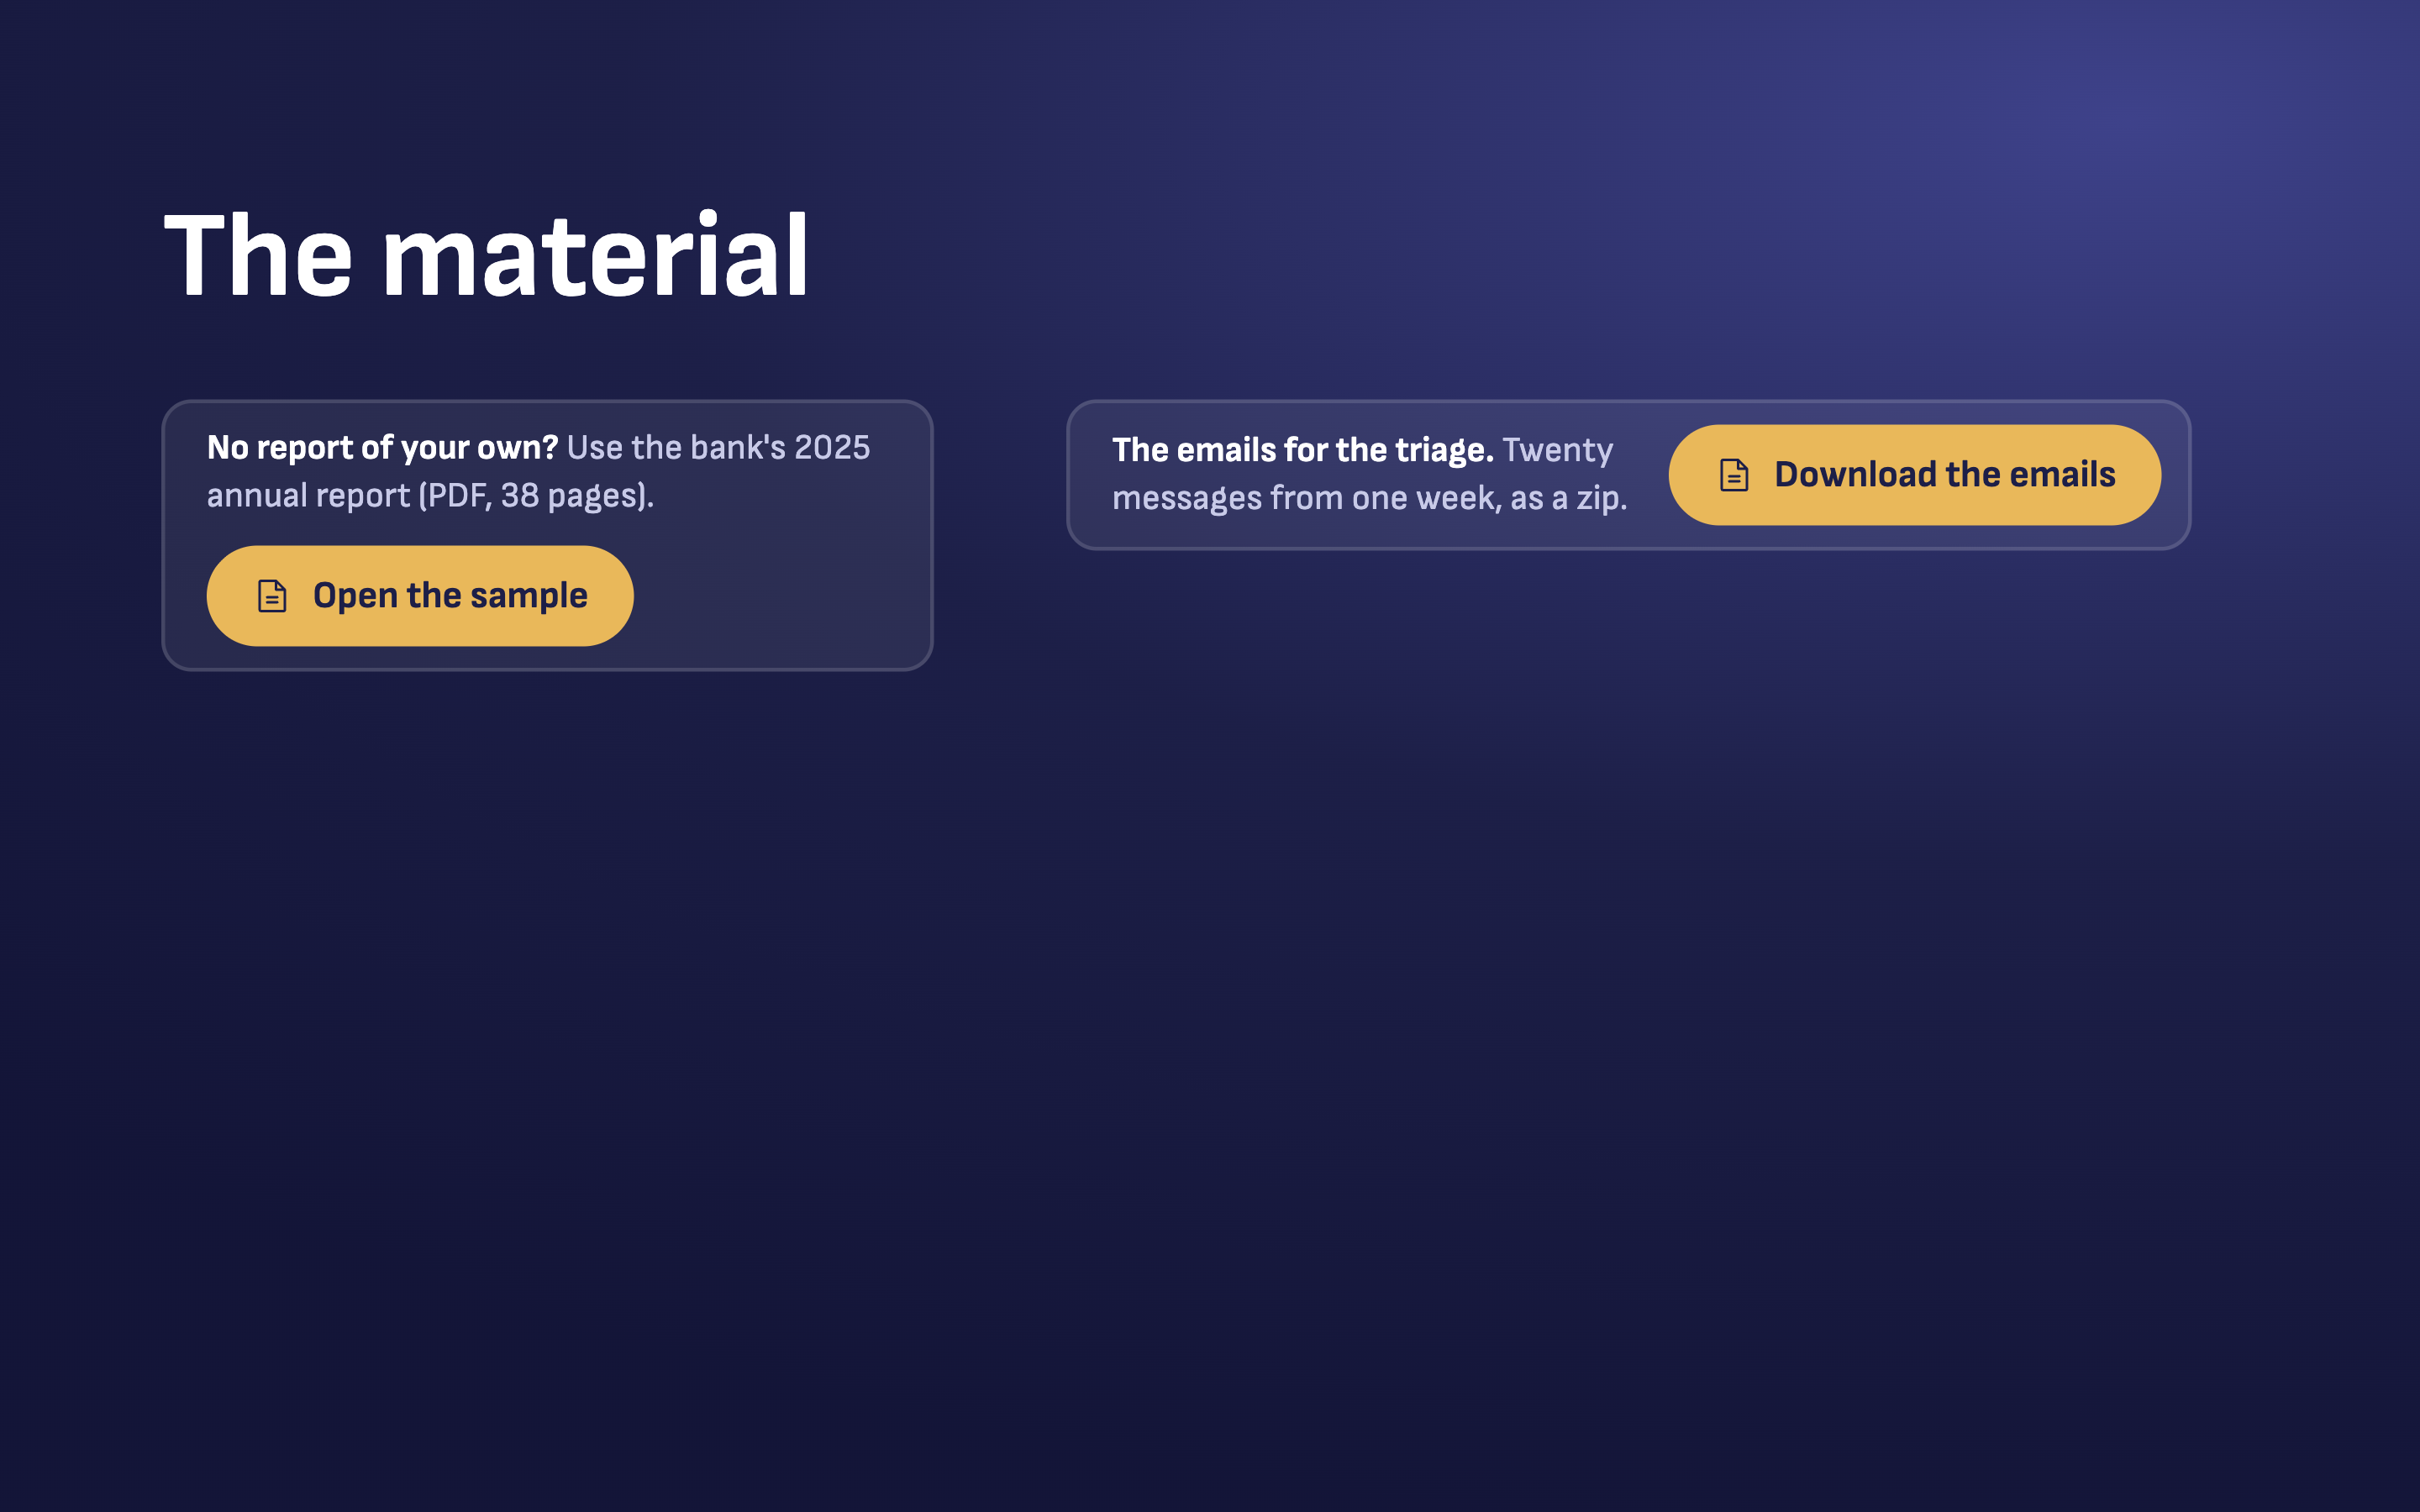 The material
No report of your own? Use the bank's 2025
annual report (PDF, 38 pages).
Open the sample
The emails for the triage. Twenty
messages from one week, as a zip.
Download the emails